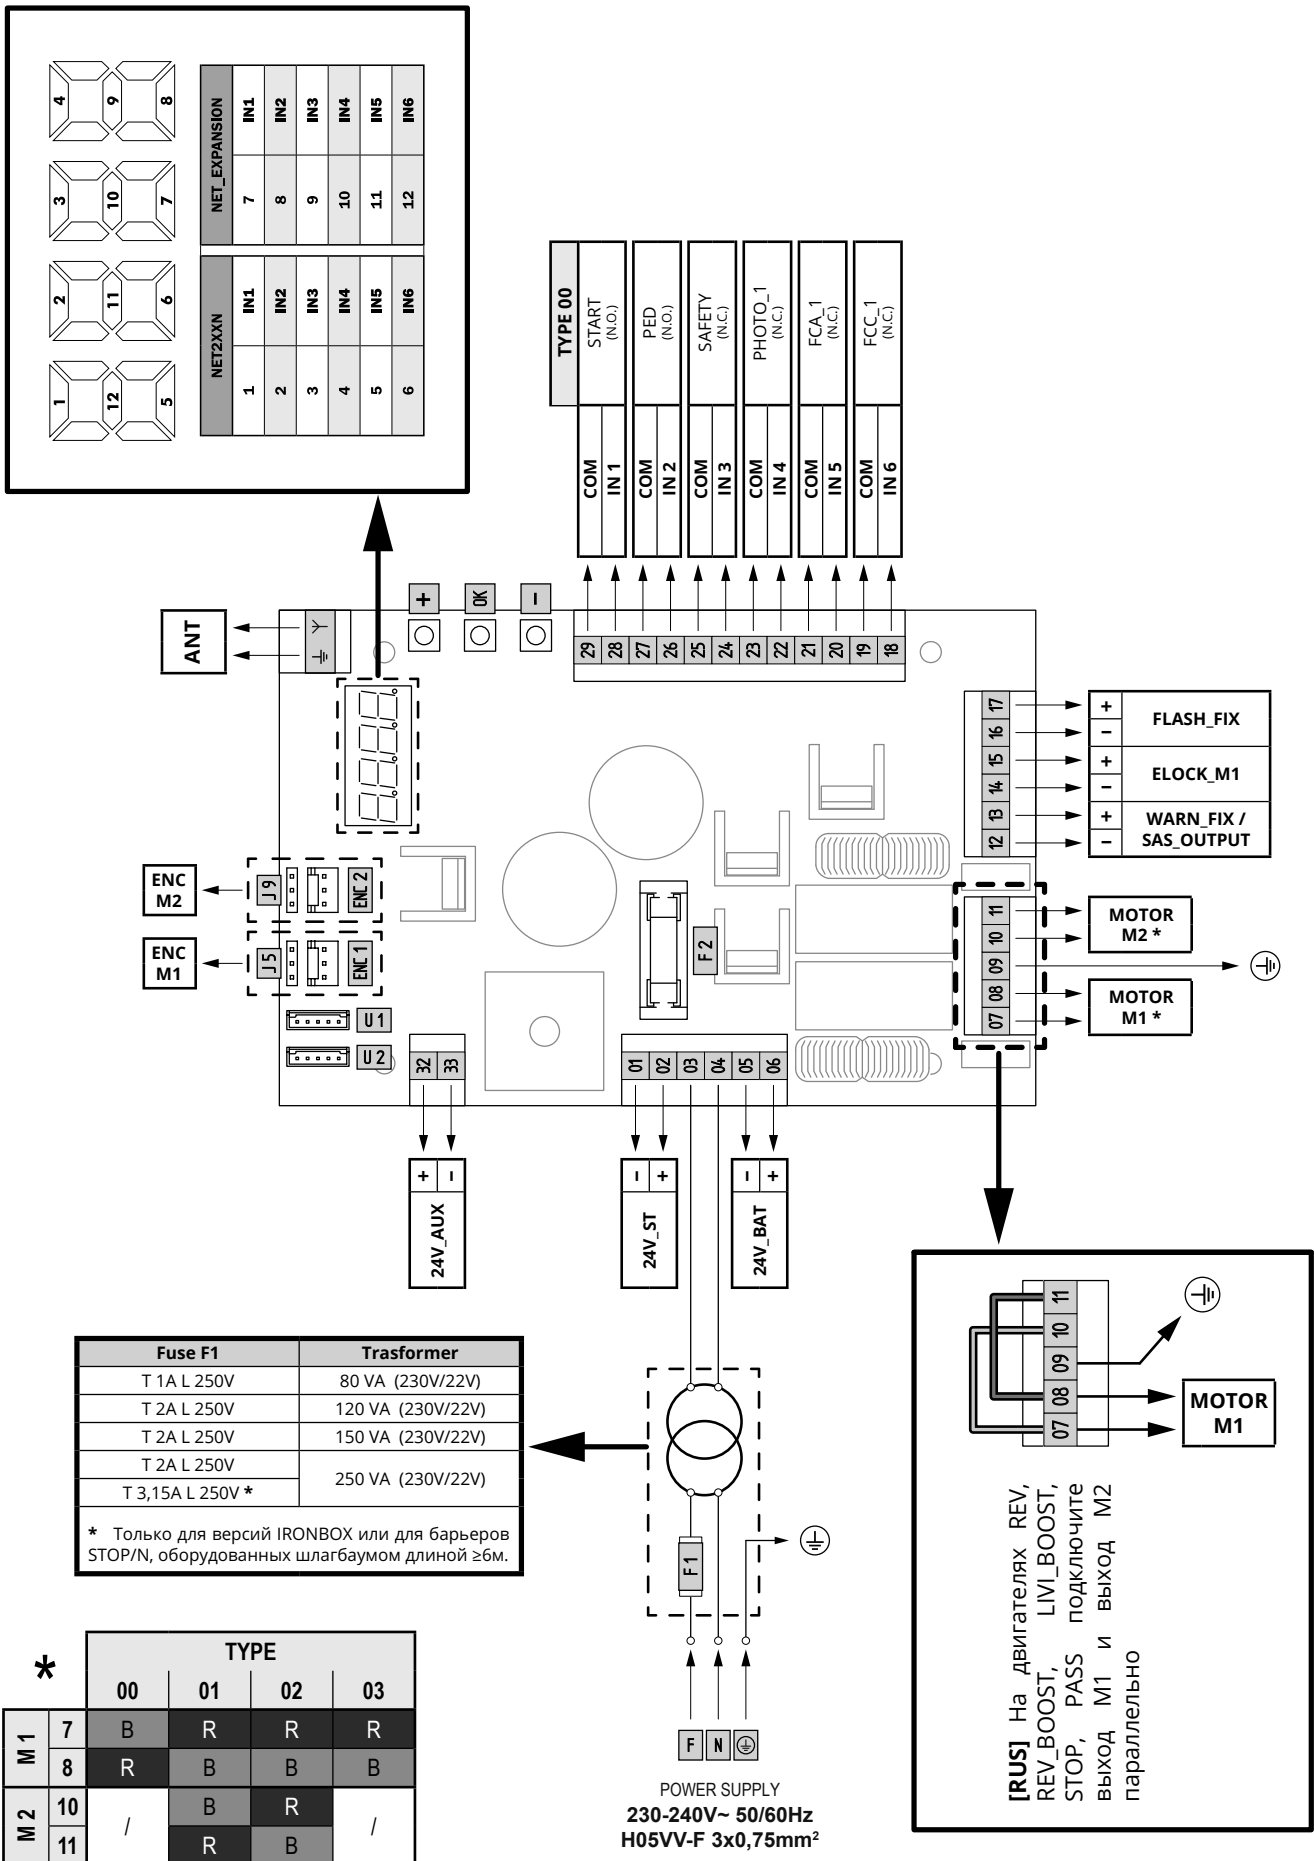 4 9 8
3 10 7
2 11 6
1 12 5
NET2XXN
NET_EXPANSION
1 IN1 7 IN1
2 IN2 8 IN2
3 IN3 9 IN3
4 IN4 10 IN4
5 IN5 11 IN5
6 IN6 12 IN6
TYPE 00
COM
IN 1
START
(N.O.)
COM
IN 2
PED
(N.O.)
COM
IN 3
SAFETY
(N.C.)
COM
IN 4
PHOTO_1
(N.C.)
COM
IN 5
FCA_1
(N.C.)
COM
IN 6
FCC_1
(N.C.)
ANT
+
OK
−
29 28 27 26 25 24 23 22 21 20 19 18
17 + FLASH_FIX
16 −
15 + ELOCK_M1
14 −
13 + WARN_FIX /
12 − SAS_OUTPUT
ENC
M2
J9
ENC 2
ENC
M1
J5
ENC 1
U1
U2
F 2
11
10
09
08
07
MOTOR
M2 *
MOTOR
M1 *
32 33
01 02 03 04 05 06
+ −
24V_AUX
− +
24V_ST
− +
24V_BAT
Fuse F1 Trasformer
T 1A L 250V 80 VA (230V/22V)
T 2A L 250V 120 VA (230V/22V)
T 2A L 250V 150 VA (230V/22V)
T 2A L 250V 250 VA (230V/22V)
T 3,15A L 250V *
* Только для версий IRONBOX или для барьеров
STOP/N, оборудованных шлагбаумом длиной ≥6м.
F1
F N
POWER SUPPLY
230-240V~ 50/60Hz
H05VV-F 3x0,75mm²
11
10
09
08
07
MOTOR
M1
[RUS] На двигателях REV,
REV_BOOST, LIVI_BOOST,
STOP, PASS подключите
выход M1 и выход M2
параллельно
* TYPE
00 01 02 03
M 1
7 B R R R
8 R B B B
M 2
10 / B R /
11 R B